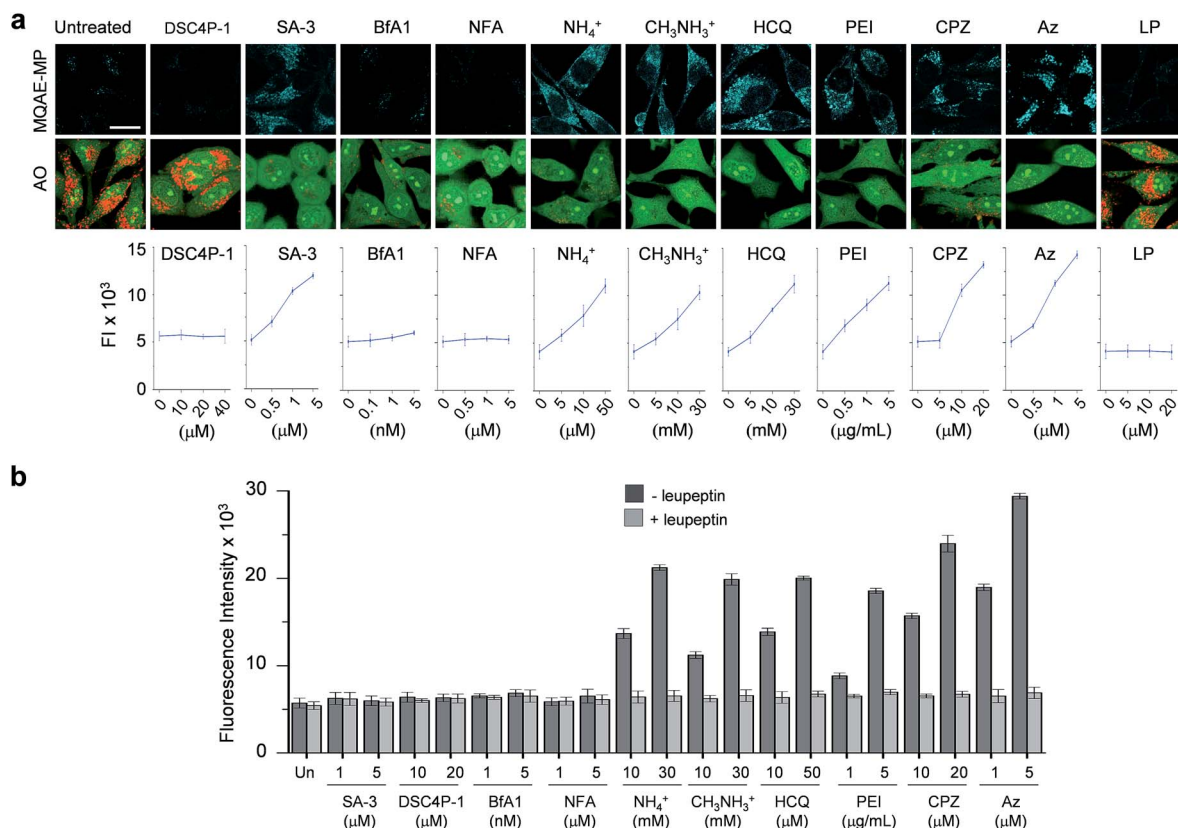 a
Untreated DSC4P-1 SA-3 BfA1 NFA NH₄⁺ CH₃NH₃⁺ HCQ PEI CPZ Az LP
MQAE-MP
AO
DSC4P-1 SA-3 BfA1 NFA NH₄⁺ CH₃NH₃⁺ HCQ PEI CPZ Az LP
FI x 10³
15
10
5
0
0 10 20 40 0 0.5 1 5 0 0.1 1 5 0 0.5 1 5 0 5 10 50 0 5 10 30 0 5 10 30 0 0.5 1 5 0 5 10 20 0 0.5 1 5 0 5 10 20
(μM) (μM) (nM) (μM) (μM) (mM) (mM) (μg/mL) (μM) (μM) (μM)
b
Fluorescence Intensity x 10³
30
20
10
0
- leupeptin
+ leupeptin
Un 1 5 10 20 1 5 1 5 10 30 10 30 10 50 1 5 10 20 1 5
SA-3 DSC4P-1 BfA1 NFA NH₄⁺ CH₃NH₃⁺ HCQ PEI CPZ Az
(μM) (μM) (nM) (μM) (mM) (mM) (μM) (μg/mL) (μM) (μM)